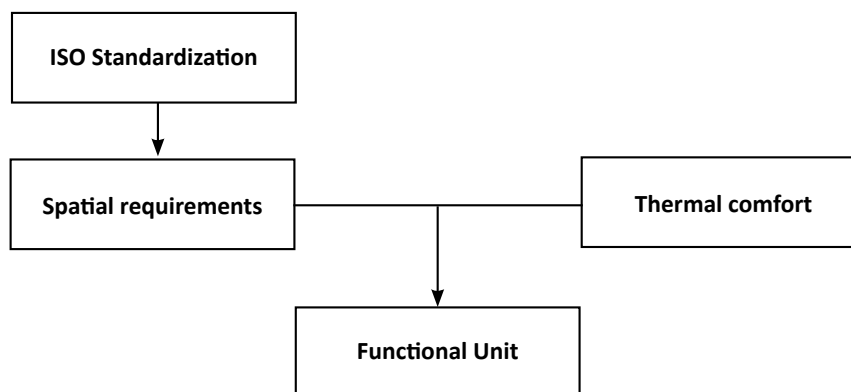 ISO Standardization
Spatial requirements
Thermal comfort
Functional Unit